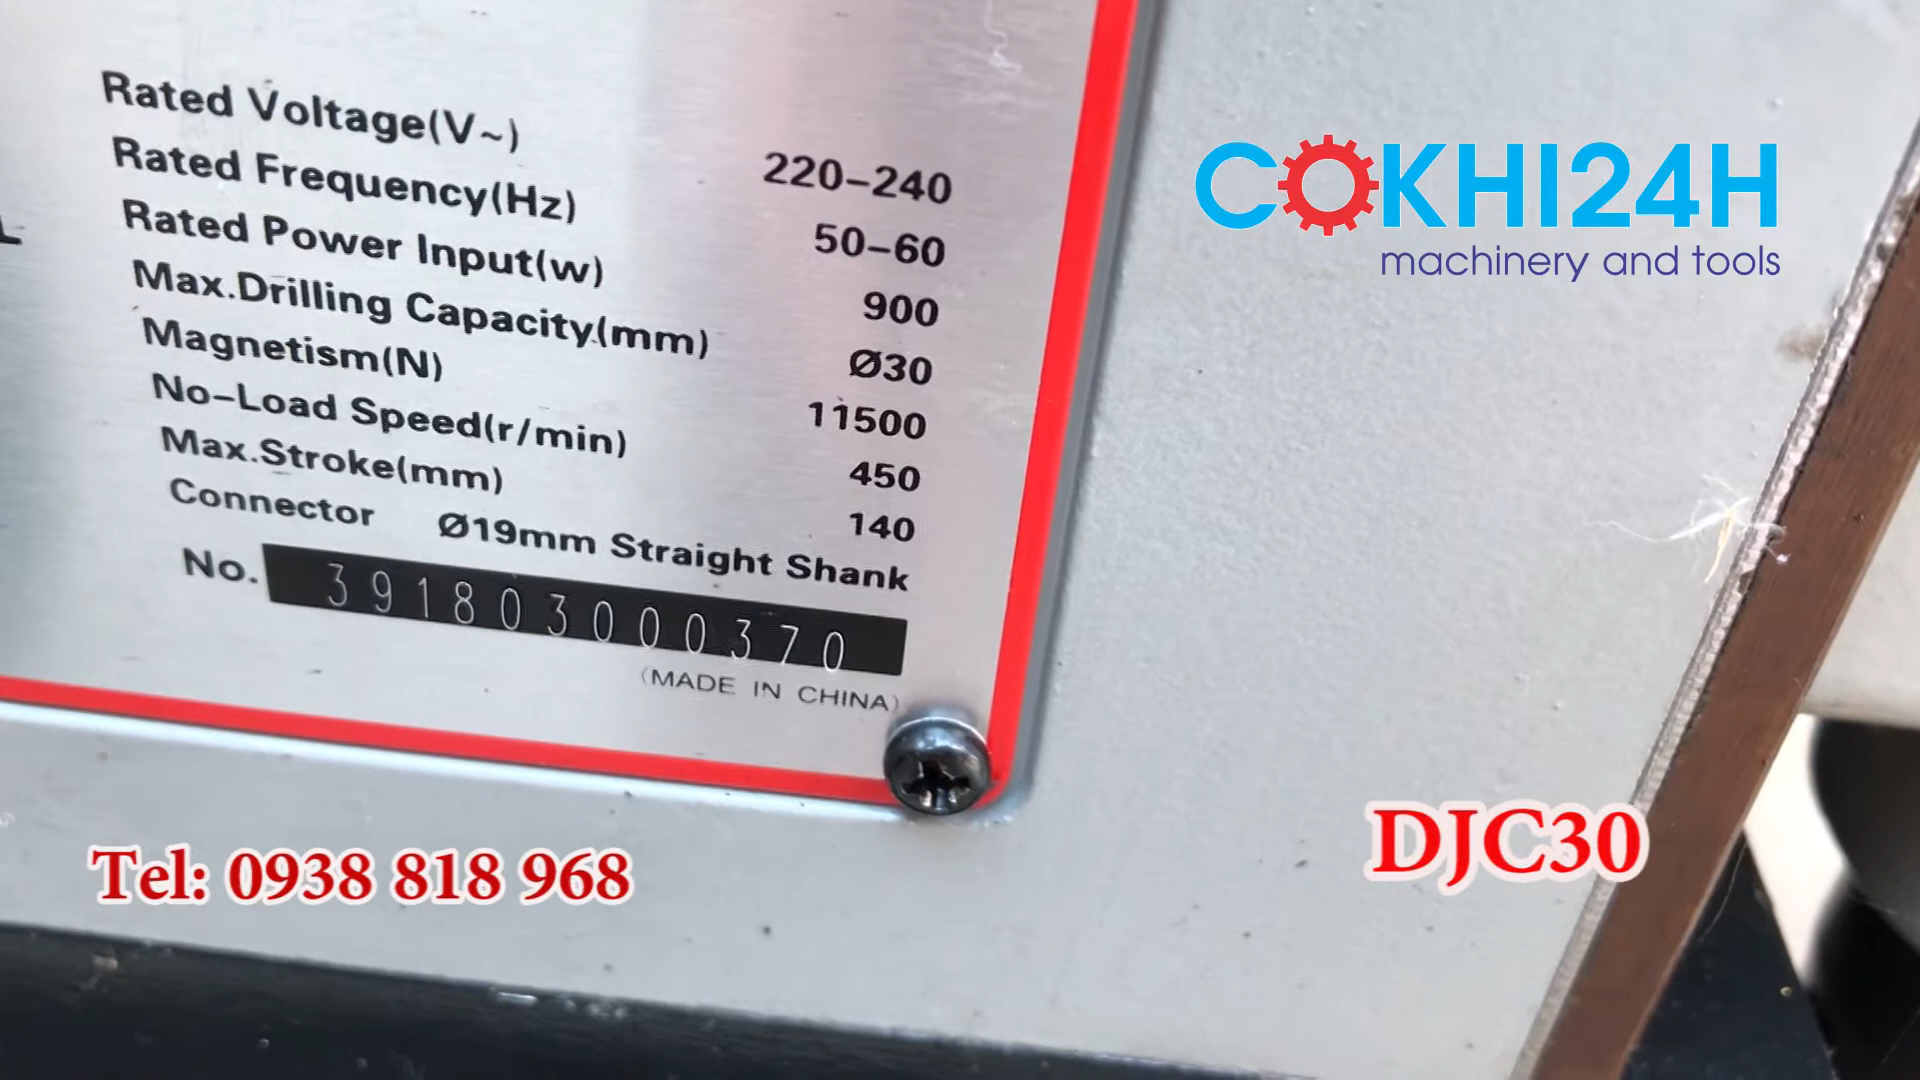 Rated Voltage(V~) 220-240
Rated Frequency(Hz) 50-60
Rated Power Input(w) 900
Max.Drilling Capacity(mm) Ø30
Magnetism(N) 11500
No-Load Speed(r/min) 450
Max.Stroke(mm) 140
Connector Ø19mm Straight Shank
No. 391803000370
(MADE IN CHINA)
COKHI24H
machinery and tools
Tel: 0938 818 968
DJC30